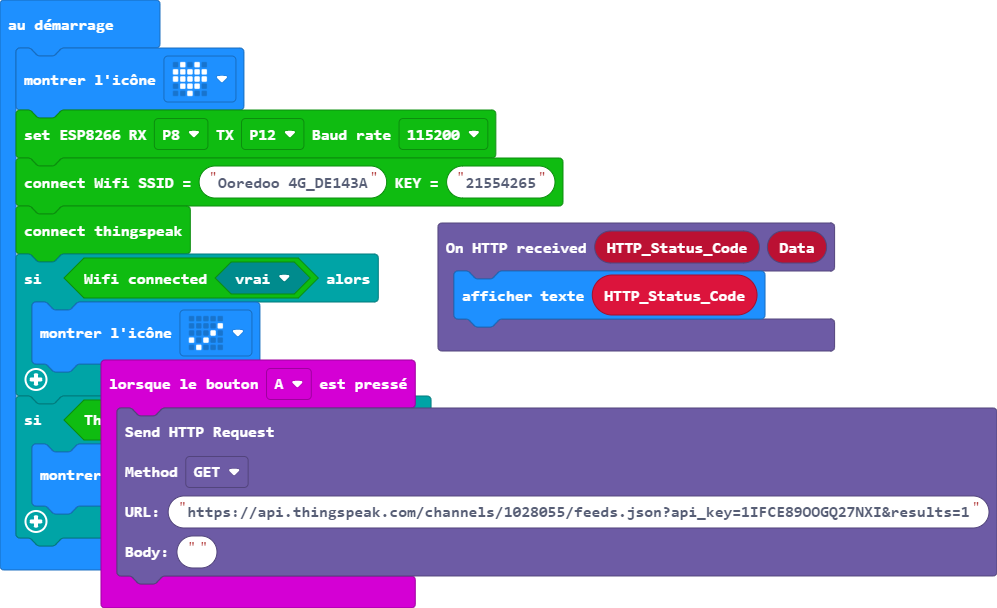 au démarrage
montrer l'icône
set ESP8266 RX P8 TX P12 Baud rate 115200
connect Wifi SSID = "Ooredoo 4G_DE143A" KEY = "21554265"
connect thingspeak
si Wifi connected vrai alors
montrer l'icône
si Th
montrer
On HTTP received HTTP_Status_Code Data
afficher texte HTTP_Status_Code
lorsque le bouton A est pressé
Send HTTP Request
Method GET
URL: "https://api.thingspeak.com/channels/1028055/feeds.json?api_key=1IFCE89OOGQ27NXI&results=1"
Body: " "